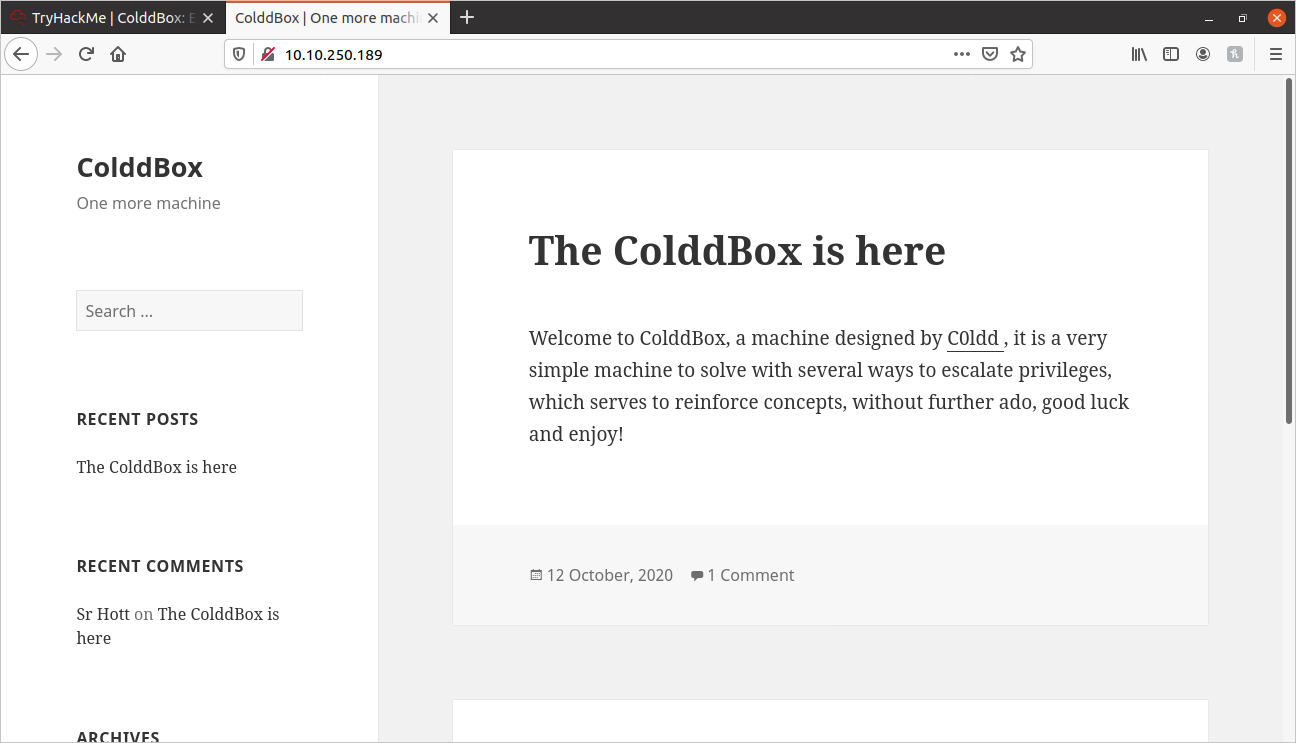 TryHackMe | ColddBox: E
ColddBox | One more machi
10.10.250.189
ColddBox
One more machine
Search ...
RECENT POSTS
The ColddBox is here
RECENT COMMENTS
Sr Hott on The ColddBox is
here
ARCHIVES
The ColddBox is here
Welcome to ColddBox, a machine designed by C0ldd , it is a very
simple machine to solve with several ways to escalate privileges,
which serves to reinforce concepts, without further ado, good luck
and enjoy!
12 October, 2020 1 Comment